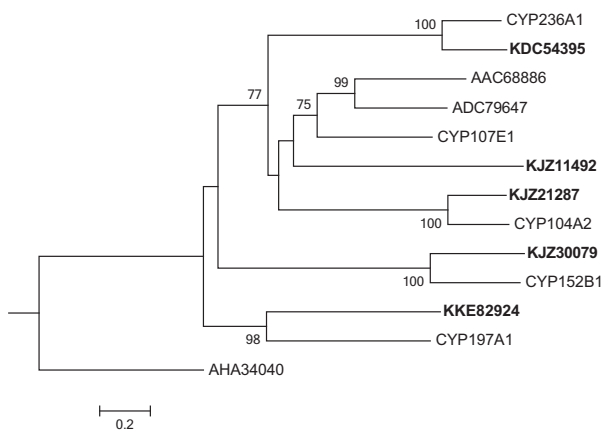 CYP236A1
100
KDC54395
AAC68886
99
ADC79647
77
75
CYP107E1
KJZ11492
KJZ21287
100
CYP104A2
KJZ30079
100
CYP152B1
KKE82924
98
CYP197A1
AHA34040
0.2